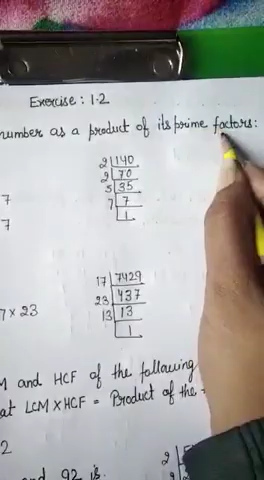 Exercise : 1.2
number as a product of its prime factors:
2 140
2 70
5 35
7 7
1
7
7
17 7429
23 437
13 13
1
7 × 23
M and HCF of the following
at LCM × HCF = Product of the
2
2
and 92 is